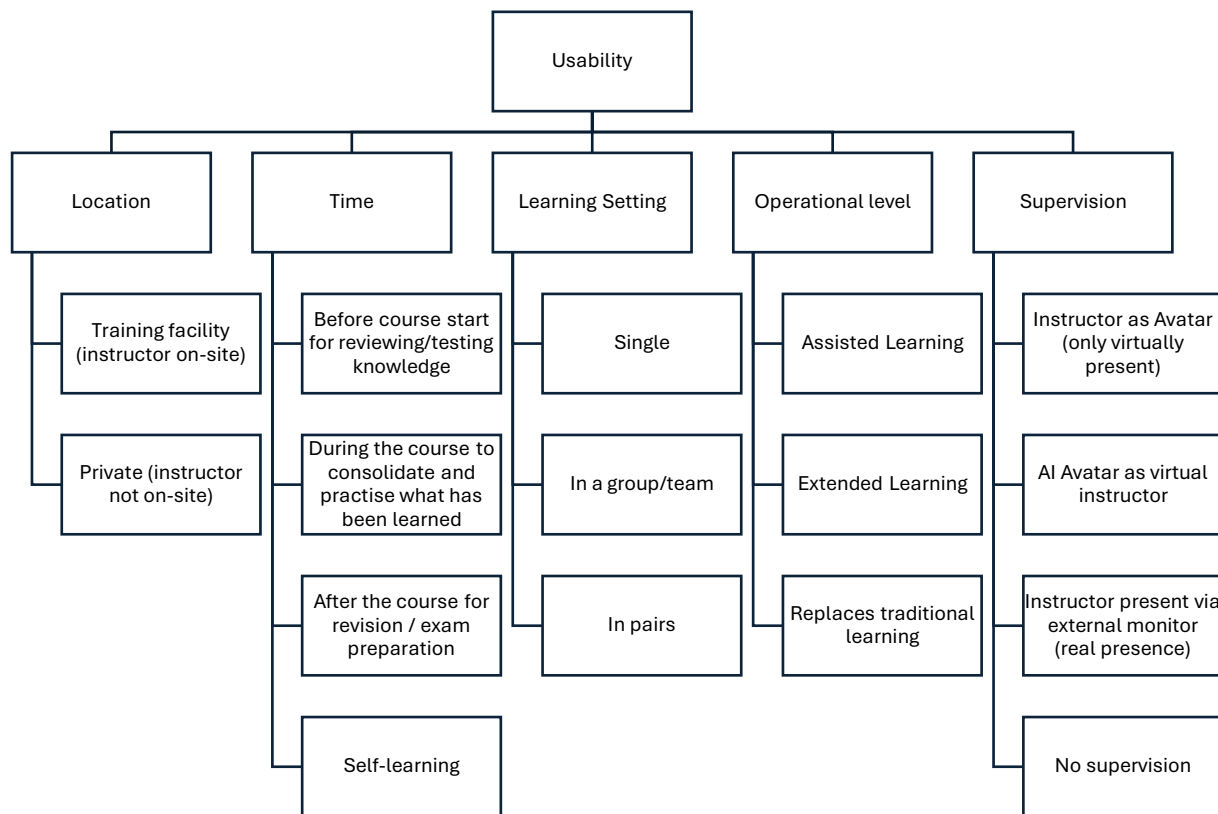 Usability
Location
Time
Learning Setting
Operational level
Supervision
Training facility
(instructor on-site)
Private (instructor
not on-site)
Before course start
for reviewing/testing
knowledge
During the course to
consolidate and
practise what has
been learned
After the course for
revision / exam
preparation
Self-learning
Single
In a group/team
In pairs
Assisted Learning
Extended Learning
Replaces traditional
learning
Instructor as Avatar
(only virtually
present)
AI Avatar as virtual
instructor
Instructor present via
external monitor
(real presence)
No supervision